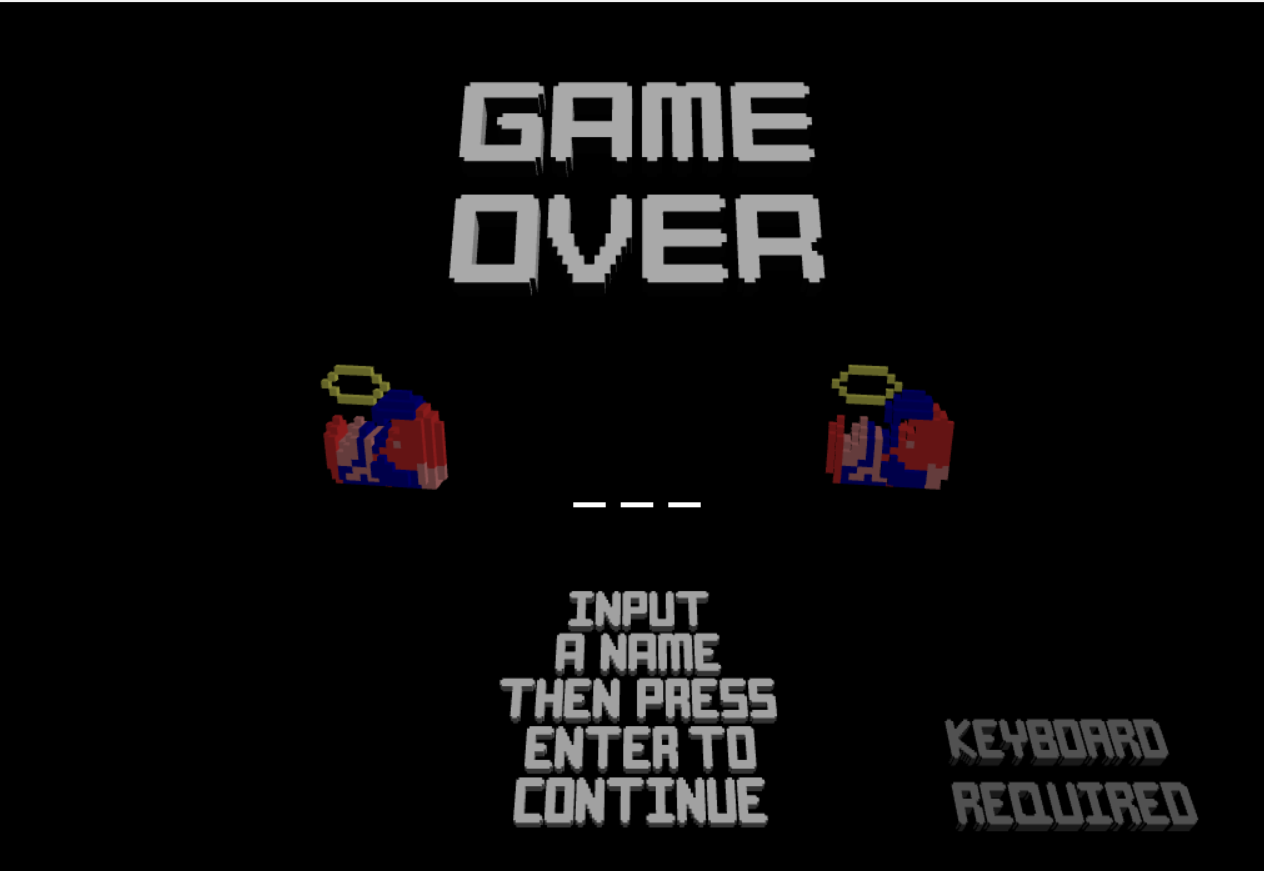 GAME
OVER
_ _ _
INPUT
A NAME
THEN PRESS
ENTER TO
CONTINUE
KEYBOARD
REQUIRED